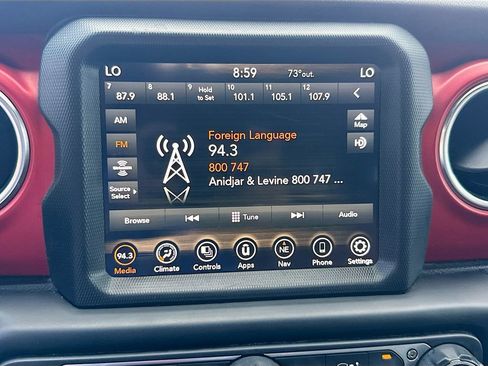 LO 8:59 73°out. LO
7 8 9 10 11 12
87.9 88.1 Hold to Set 101.1 105.1 107.9
AM
Map
Foreign Language
FM
94.3
HD
800 747
Anidjar & Levine 800 747 ...
Source
Select
Browse Tune Audio
94.3 NE
Media Climate Controls Apps Nav Phone Settings